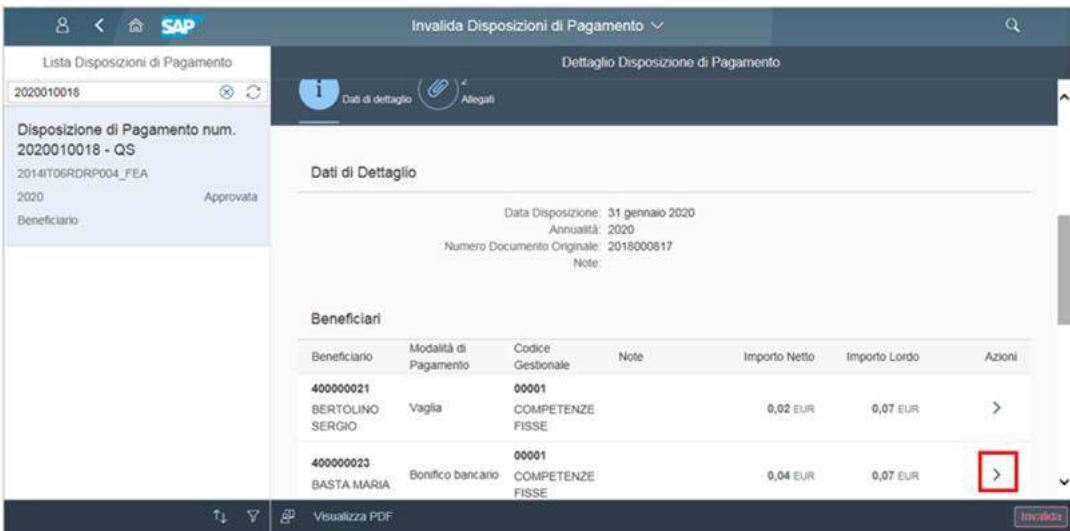 SAP
Invalida Disposizioni di Pagamento
Lista Disposizioni di Pagamento
Dettaglio Disposizione di Pagamento
2020010018
i
Dati di dettaglio
2
Allegati
Disposizione di Pagamento num.
2020010018 - QS
2014IT06RDRP004_FEA
2020 Approvata
Beneficiario
Dati di Dettaglio
Data Disposizione: 31 gennaio 2020
Annualità: 2020
Numero Documento Originale: 2018000817
Note:
Beneficiari
Beneficiario Modalità di Pagamento Codice Gestionale Note Importo Netto Importo Lordo Azioni
400000021 00001
BERTOLINO Vaglia COMPETENZE 0,02 EUR 0,07 EUR
SERGIO FISSE
400000023 00001
BASTA MARIA Bonifico bancario COMPETENZE 0,04 EUR 0,07 EUR
FISSE
Visualizza PDF
Invalida